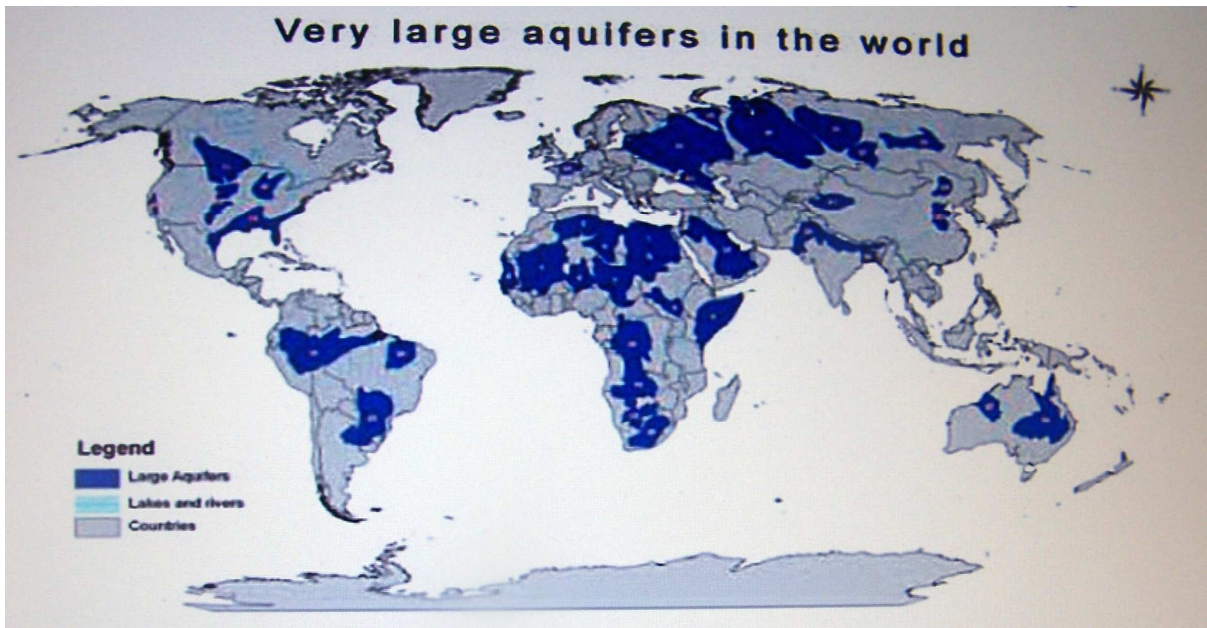 Very large aquifers in the world
Legend
Large Aquifers
Lakes and rivers
Countries